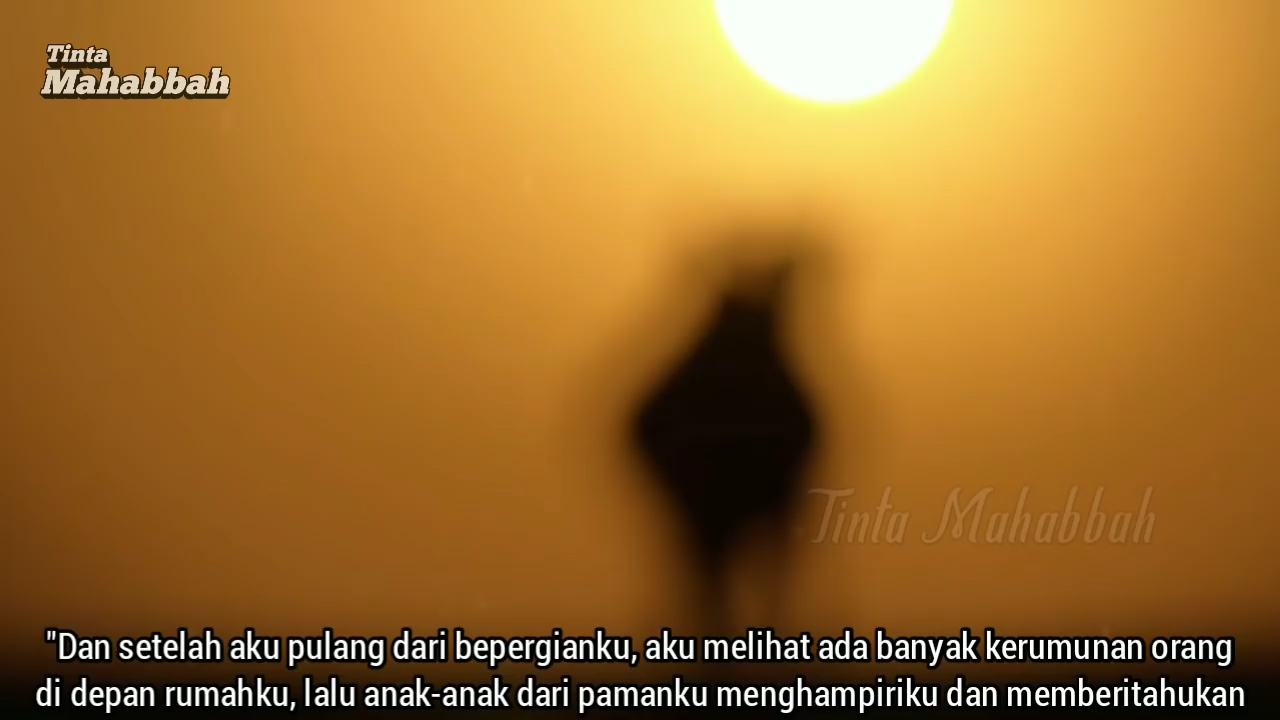 Tinta
Mahabbah
Tinta Mahabbah
"Dan setelah aku pulang dari bepergianku, aku melihat ada banyak kerumunan orang
di depan rumahku, lalu anak-anak dari pamanku menghampiriku dan memberitahukan